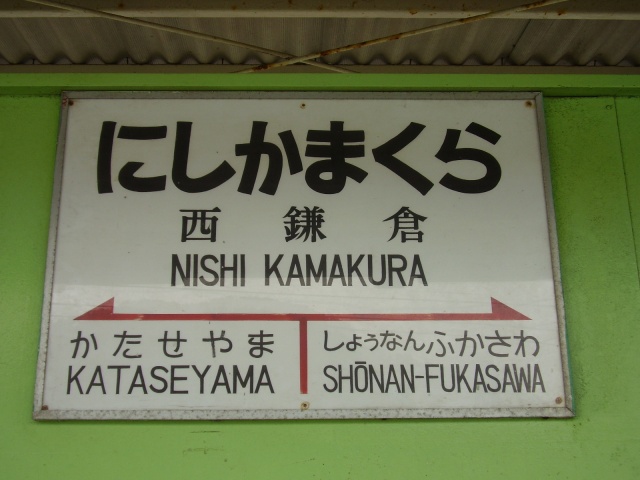 にしかまくら
西鎌倉
NISHI KAMAKURA
かたせやま しょうなんふかさわ
KATASEYAMA SHŌNAN-FUKASAWA